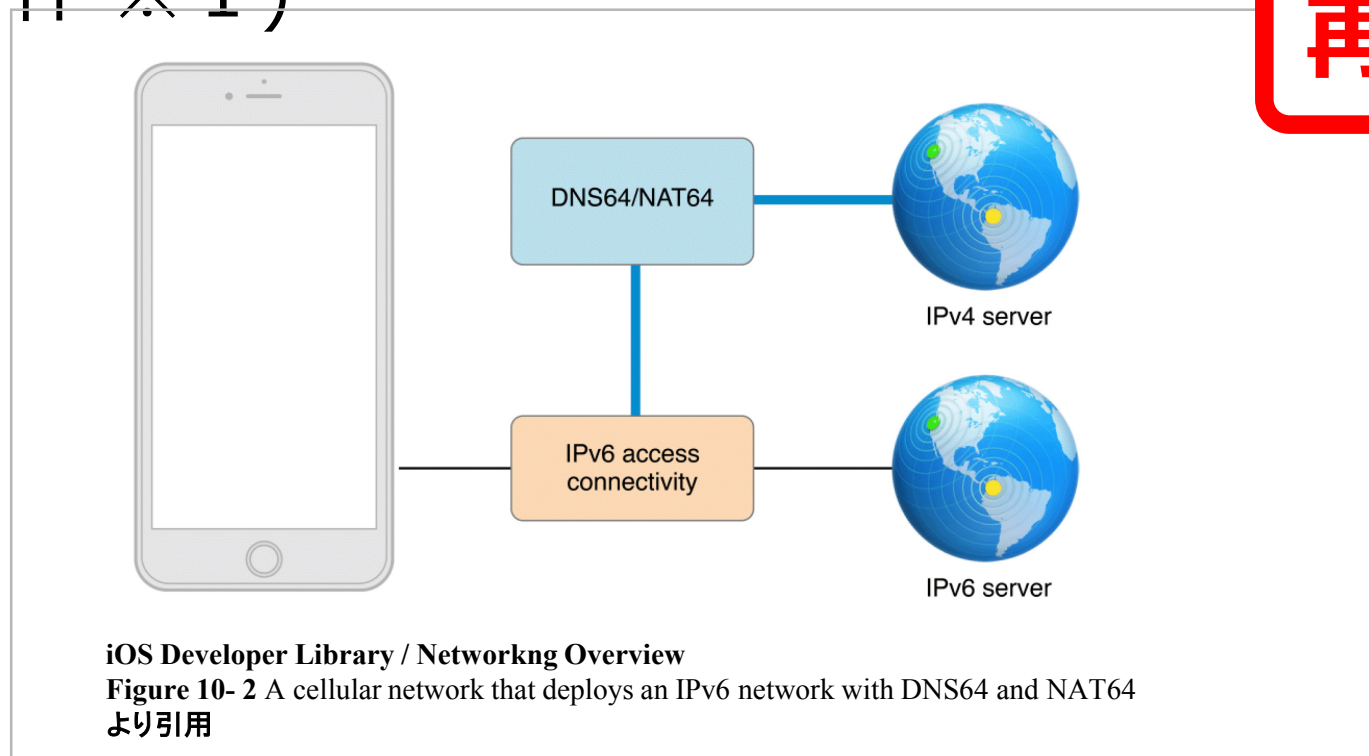 DNS64/NAT64
IPv4 server
IPv6 access
connectivity
IPv6 server
iOS Developer Library / Networkng Overview
Figure 10- 2 A cellular network that deploys an IPv6 network with DNS64 and NAT64
より引用